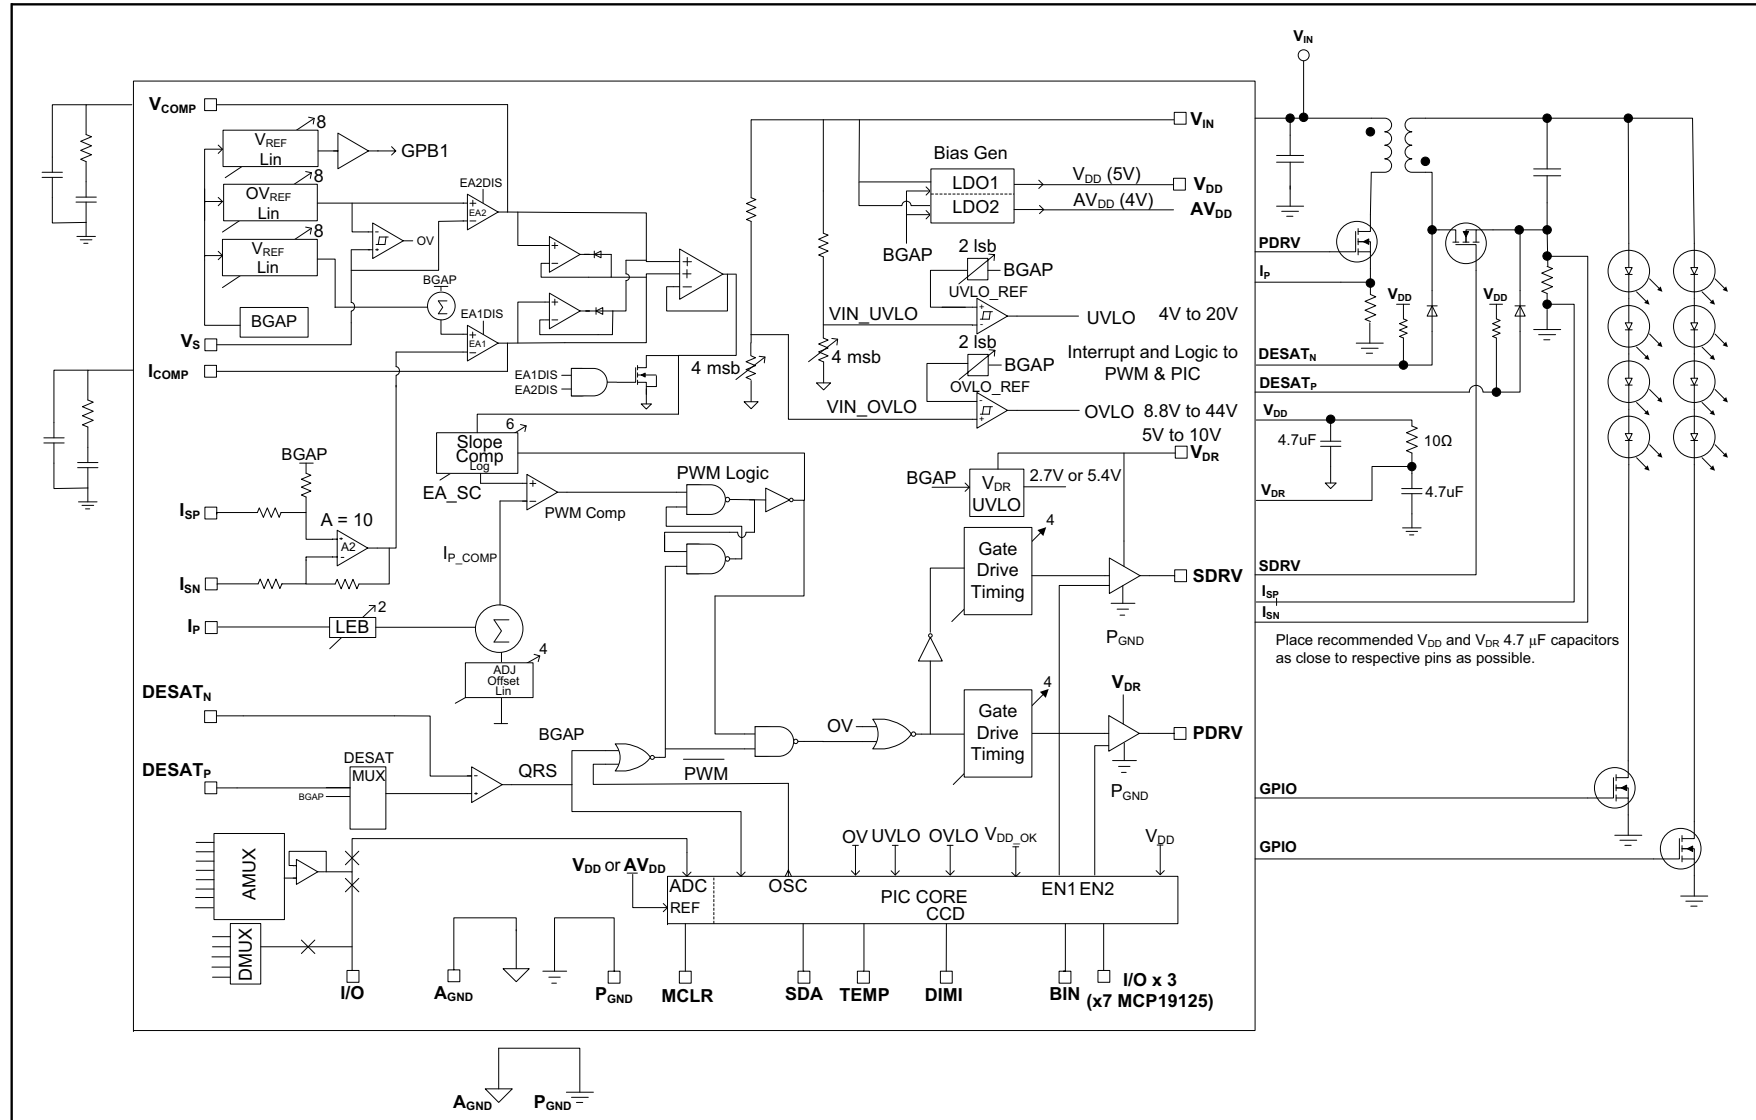 VIN
VCOMP
8
VREF
Lin
GPB1
8
OVREF
Lin
EA2DIS
+
EA2
−
OV
8
VREF
Lin
BGAP
Σ
BGAP
EA1DIS
+
EA1
−
VS
ICOMP
EA1DIS
EA2DIS
4 msb
VIN
Bias Gen
LDO1
LDO2
VDD (5V)
VDD
AVDD (4V)
AVDD
BGAP
2 lsb
BGAP
UVLO_REF
VIN_UVLO
UVLO
4V to 20V
4 msb
2 lsb
BGAP
OVLO_REF
Interrupt and Logic to
PWM & PIC
VIN_OVLO
OVLO
8.8V to 44V
5V to 10V
VDR
BGAP
VDR
UVLO
2.7V or 5.4V
6
Slope
Comp
Log
EA_SC
PWM Logic
PWM Comp
BGAP
ISP
A = 10
A2
ISN
IP_COMP
IP
2
LEB
Σ
4
ADJ
Offset
Lin
4
Gate
Drive
Timing
SDRV
PGND
DESATN
DESATP
DESAT
MUX
BGAP
QRS
BGAP
PWM
OV
4
Gate
Drive
Timing
VDR
PDRV
PGND
AMUX
DMUX
I/O
VDD or AVDD
OV
UVLO
OVLO
VDD_OK
VDD
ADC
REF
OSC
PIC CORE
CCD
EN1
EN2
AGND
PGND
MCLR
SDA
TEMP
DIMI
BIN
I/O x 3
(x7 MCP19125)
AGND
PGND
PDRV
IP
VDD
VDD
DESATN
DESATP
VDD
4.7uF
10Ω
VDR
4.7uF
SDRV
ISP
ISN
Place recommended VDD and VDR 4.7 µF capacitors
as close to respective pins as possible.
GPIO
GPIO